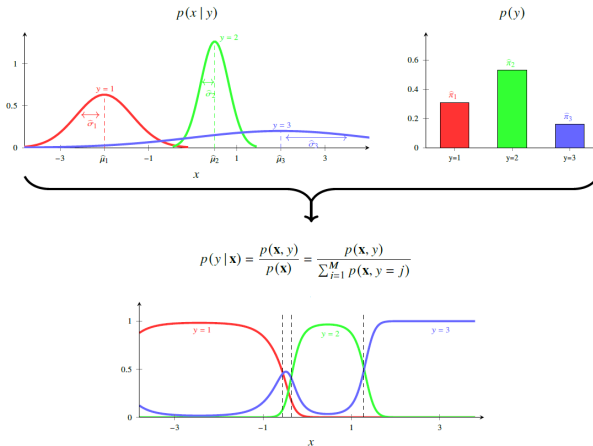 p(x | y)
p(y)
y = 1
y = 2
y = 3
σ̂₁
σ̂₂
σ̂₃
1
0.5
0
-3
μ̂₁
-1
μ̂₂
1
μ̂₃
3
x
0.6
0.4
0.2
0
π̂₁
π̂₂
π̂₃
y=1
y=2
y=3
p(y | x) = p(x, y) / p(x) = p(x, y) / ∑_{i=1}^{M} p(x, y = j)
1
0.5
0
y = 1
y = 2
y = 3
-3
-1
1
3
x